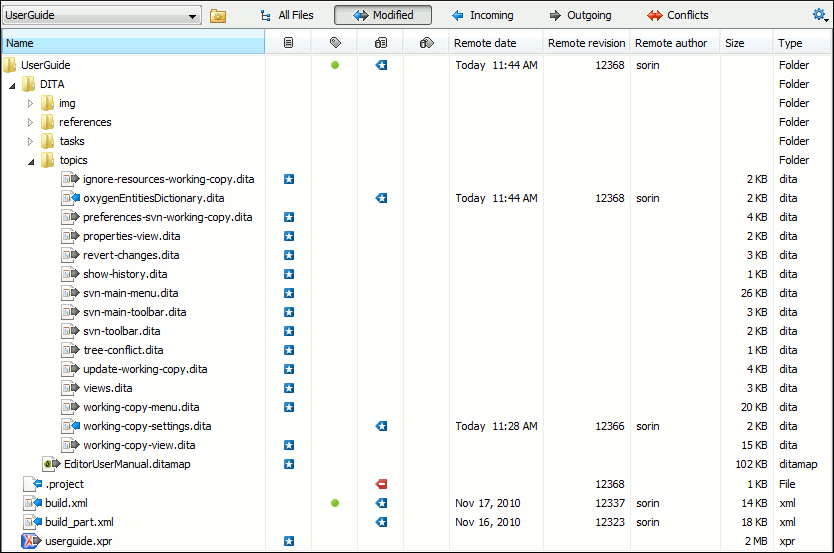 UserGuide All Files Modified Incoming Outgoing Conflicts
Name Remote date Remote revision Remote author Size Type
UserGuide Today 11:44 AM 12368 sorin Folder
DITA Folder
img Folder
references Folder
tasks Folder
topics Folder
ignore-resources-working-copy.dita 2 KB dita
oxygenEntitiesDictionary.dita Today 11:44 AM 12368 sorin 2 KB dita
preferences-svn-working-copy.dita 4 KB dita
properties-view.dita 2 KB dita
revert-changes.dita 3 KB dita
show-history.dita 1 KB dita
svn-main-menu.dita 26 KB dita
svn-main-toolbar.dita 3 KB dita
svn-toolbar.dita 2 KB dita
tree-conflict.dita 1 KB dita
update-working-copy.dita 4 KB dita
views.dita 3 KB dita
working-copy-menu.dita 20 KB dita
working-copy-settings.dita Today 11:28 AM 12366 sorin 2 KB dita
working-copy-view.dita 15 KB dita
EditorUserManual.ditamap 102 KB ditamap
.project 12368 1 KB File
build.xml Nov 17, 2010 12337 sorin 14 KB xml
build_part.xml Nov 16, 2010 12323 sorin 18 KB xml
userguide.xpr 2 MB xpr